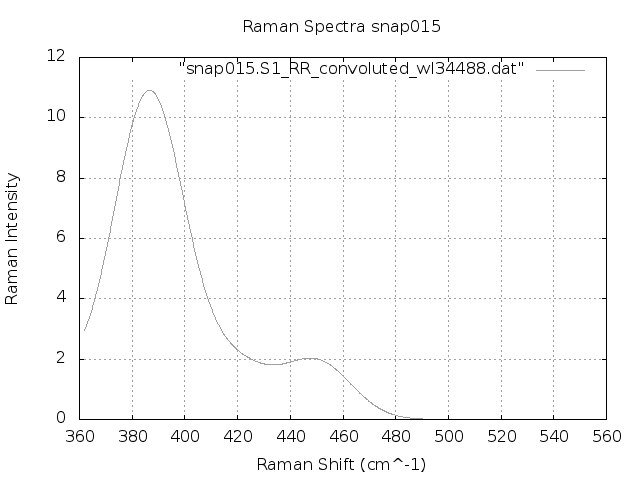 Raman Spectra snap015
"snap015.S1_RR_convoluted_wl34488.dat"
12
10
8
6
4
2
0
Raman Intensity
360 380 400 420 440 460 480 500 520 540 560
Raman Shift (cm^-1)